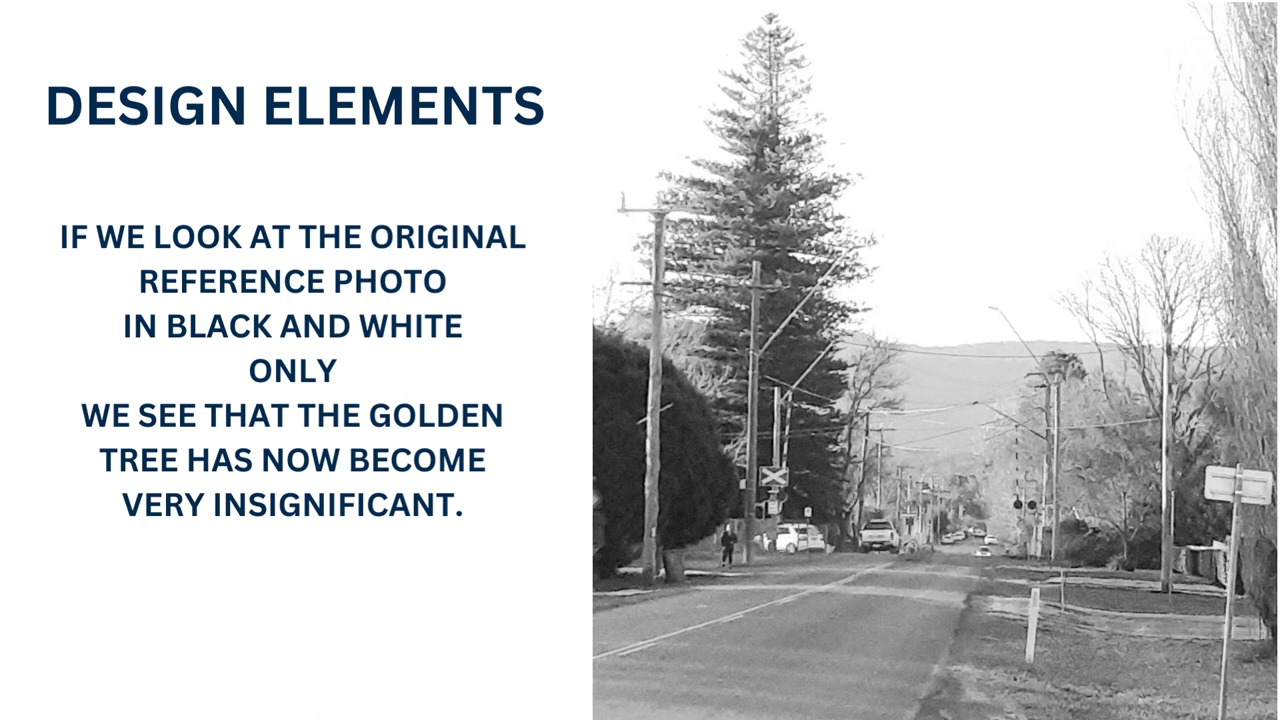 DESIGN ELEMENTS
IF WE LOOK AT THE ORIGINAL
REFERENCE PHOTO
IN BLACK AND WHITE
ONLY
WE SEE THAT THE GOLDEN
TREE HAS NOW BECOME
VERY INSIGNIFICANT.